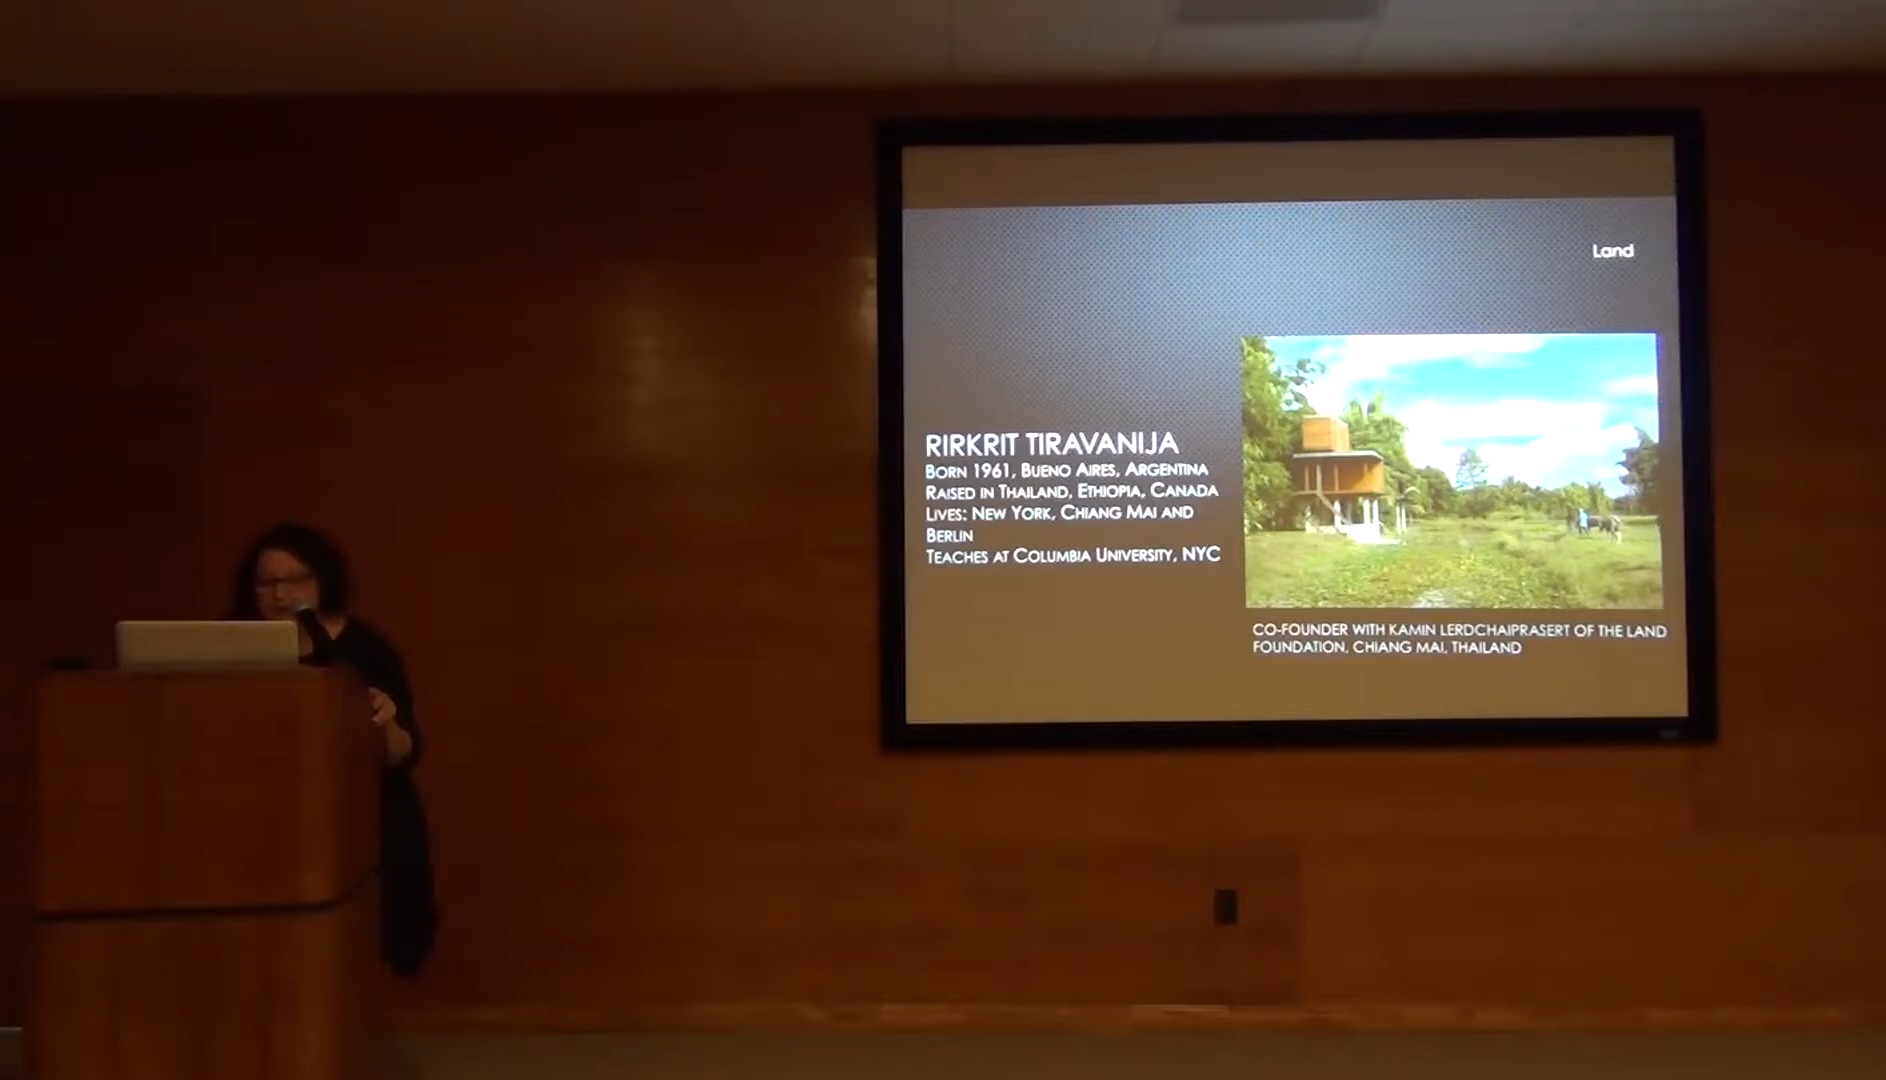 Land
RIRKRIT TIRAVANIJA
BORN 1961, BUENO AIRES, ARGENTINA
RAISED IN THAILAND, ETHIOPIA, CANADA
LIVES: NEW YORK, CHIANG MAI AND
BERLIN
TEACHES AT COLUMBIA UNIVERSITY, NYC
CO-FOUNDER WITH KAMIN LERDCHAIPRASERT OF THE LAND
FOUNDATION, CHIANG MAI, THAILAND